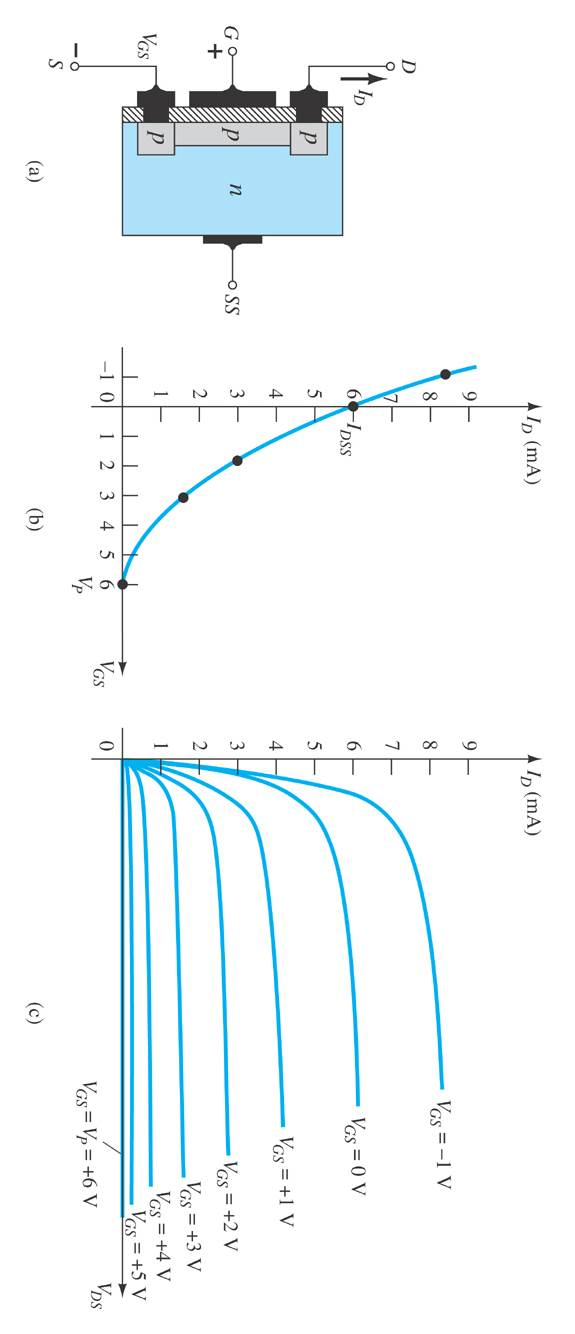 D
I_D
G
+
V_GS
−
S
p
p
p
n
SS
(a)
I_D (mA)
9
8
7
6
I_DSS
5
4
3
2
1
−1 0 1 2 3 4 5 6
V_P
V_GS
(b)
I_D (mA)
9
8
7
6
5
4
3
2
1
0
V_GS = −1 V
V_GS = 0 V
V_GS = +1 V
V_GS = +2 V
V_GS = +3 V
V_GS = +4 V
V_GS = +5 V
V_GS = V_P = +6 V
V_DS
(c)